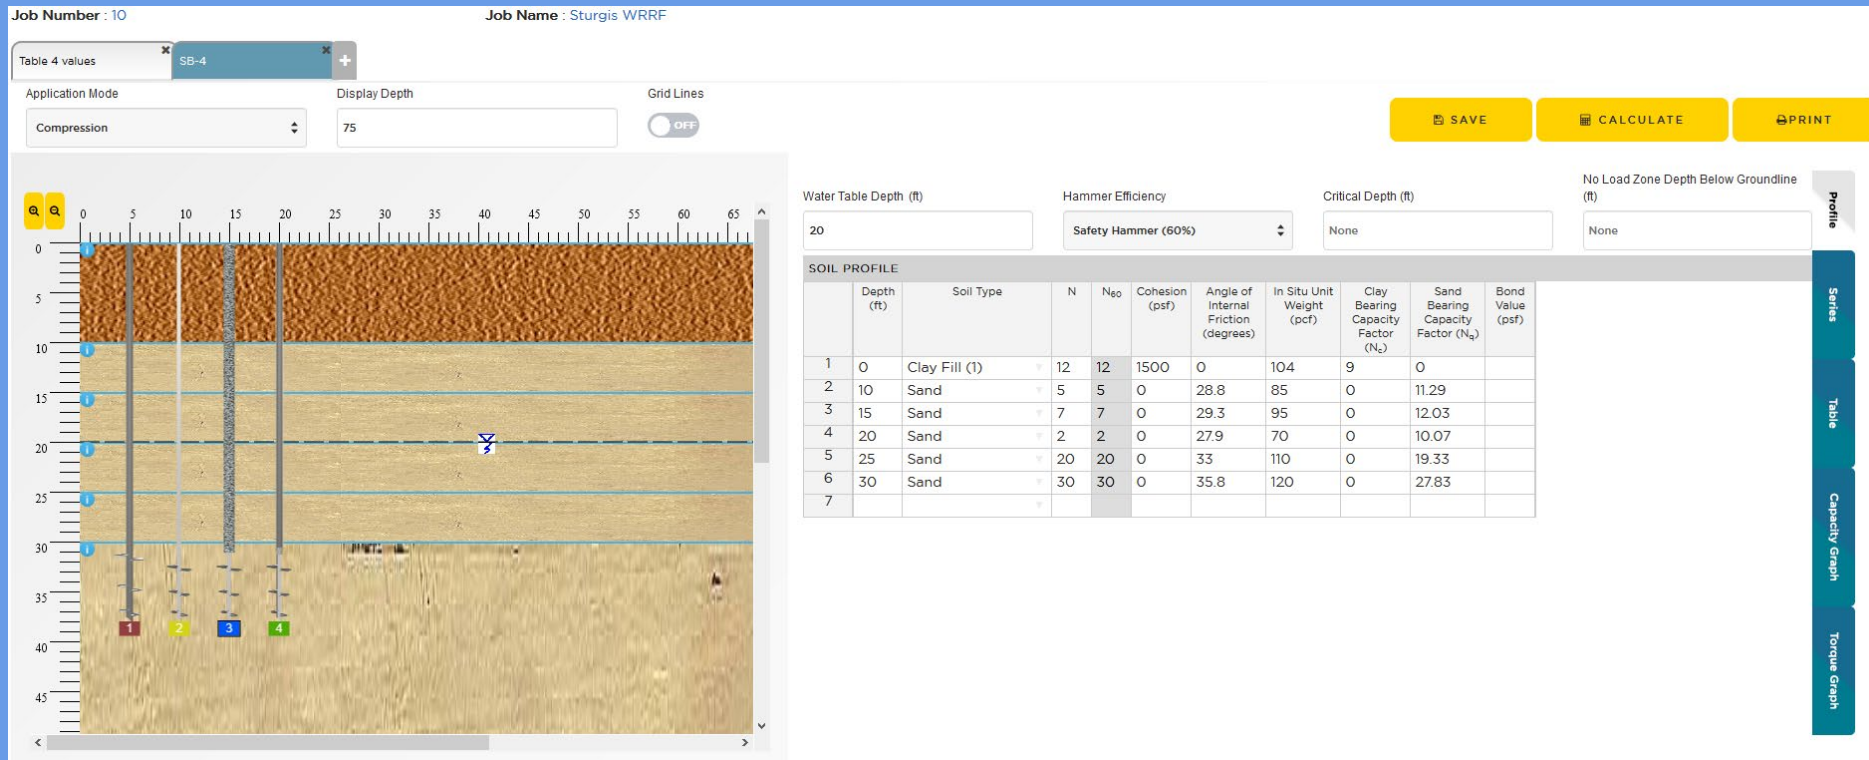 Job Number : 10 Job Name : Sturgis WRRF
Table 4 values SB-4
Application Mode Display Depth Grid Lines
Compression 75 OFF
SAVE CALCULATE PRINT
Water Table Depth (ft) Hammer Efficiency Critical Depth (ft) No Load Zone Depth Below Groundline (ft)
20 Safety Hammer (60%) None None
0 5 10 15 20 25 30 35 40 45 50 55 60 65
0
5
10
15
20
25
30
35
40
45
1 2 3 4
SOIL PROFILE
Depth (ft) Soil Type N N60 Cohesion (psf) Angle of Internal Friction (degrees) In Situ Unit Weight (pcf) Clay Bearing Capacity Factor (Nc) Sand Bearing Capacity Factor (Nq) Bond Value (psf)
1 0 Clay Fill (1) 12 12 1500 0 104 9 0
2 10 Sand 5 5 0 28.8 85 0 11.29
3 15 Sand 7 7 0 29.3 95 0 12.03
4 20 Sand 2 2 0 27.9 70 0 10.07
5 25 Sand 20 20 0 33 110 0 19.33
6 30 Sand 30 30 0 35.8 120 0 27.83
7
Profile
Series
Table
Capacity Graph
Torque Graph